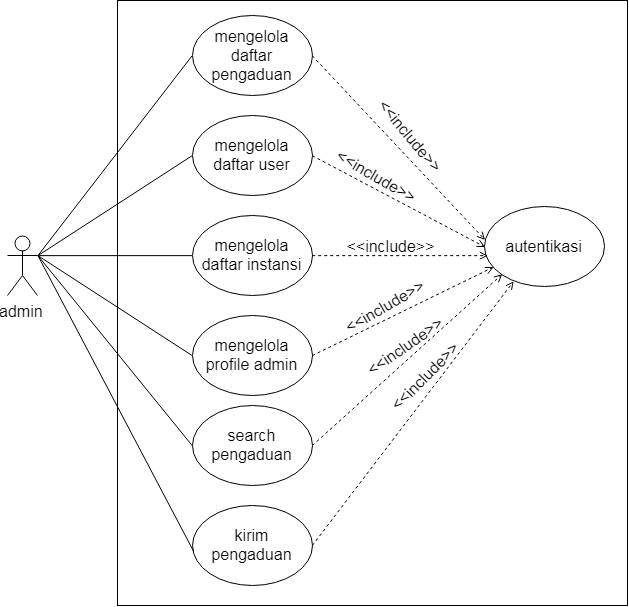 mengelola
daftar
pengaduan
<<include>>
mengelola
daftar user
<<include>>
mengelola
daftar instansi
<<include>>
autentikasi
admin
mengelola
profile admin
<<include>>
search
pengaduan
<<include>>
kirim
pengaduan
<<include>>